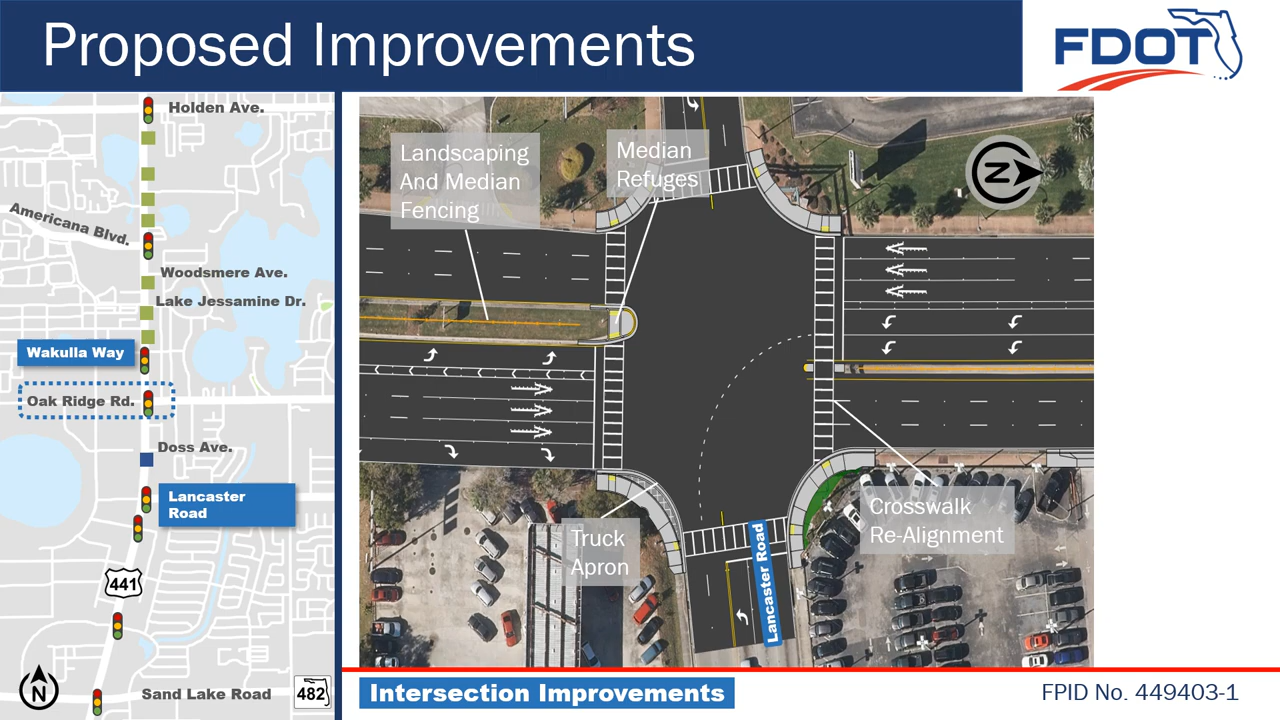 Proposed Improvements
FDOT
Holden Ave.
Americana Blvd.
Woodsmere Ave.
Lake Jessamine Dr.
Wakulla Way
Oak Ridge Rd.
Doss Ave.
Lancaster
Road
441
N
Sand Lake Road
482
Landscaping
And Median
Fencing
Median
Refuges
N
Truck
Apron
Crosswalk
Re-Alignment
Lancaster Road
Intersection Improvements
FPID No. 449403-1